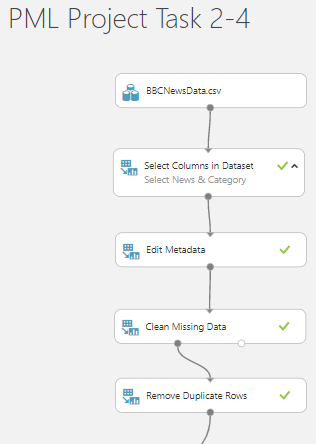 PML Project Task 2-4
BBCNewsData.csv
Select Columns in Dataset
Select News & Category
Edit Metadata
Clean Missing Data
Remove Duplicate Rows